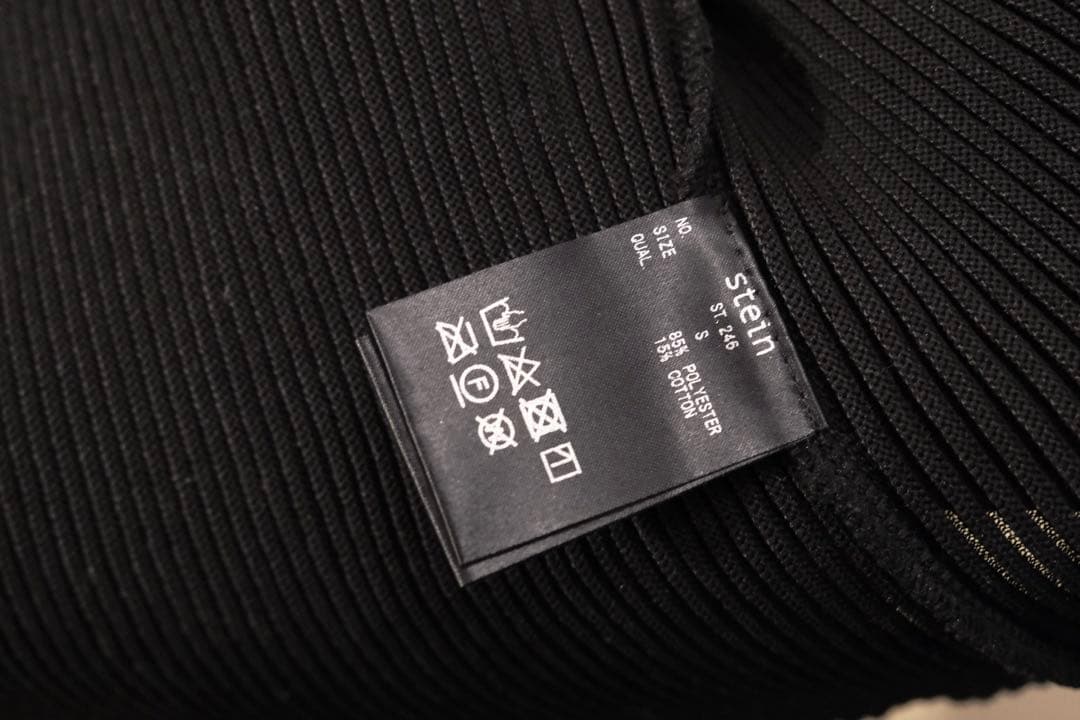 stein
NO. ST. 246
SIZE S
QUAL. 85% POLYESTER
15% COTTON
F
W